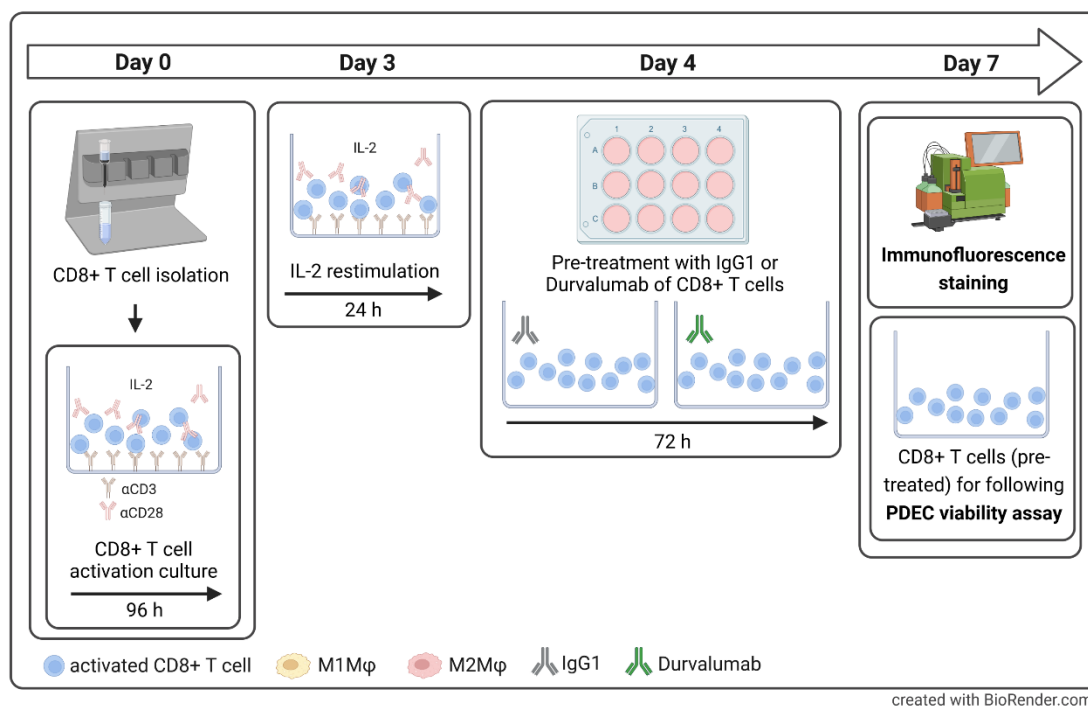 Day 0
Day 3
Day 4
Day 7
CD8+ T cell isolation
IL-2
αCD3
αCD28
CD8+ T cell
activation culture
96 h
IL-2
IL-2 restimulation
24 h
1 2 3 4
A
B
C
Pre-treatment with IgG1 or
Durvalumab of CD8+ T cells
72 h
Immunofluorescence
staining
CD8+ T cells (pre-
treated) for following
PDEC viability assay
activated CD8+ T cell
M1Mφ
M2Mφ
IgG1
Durvalumab
created with BioRender.com